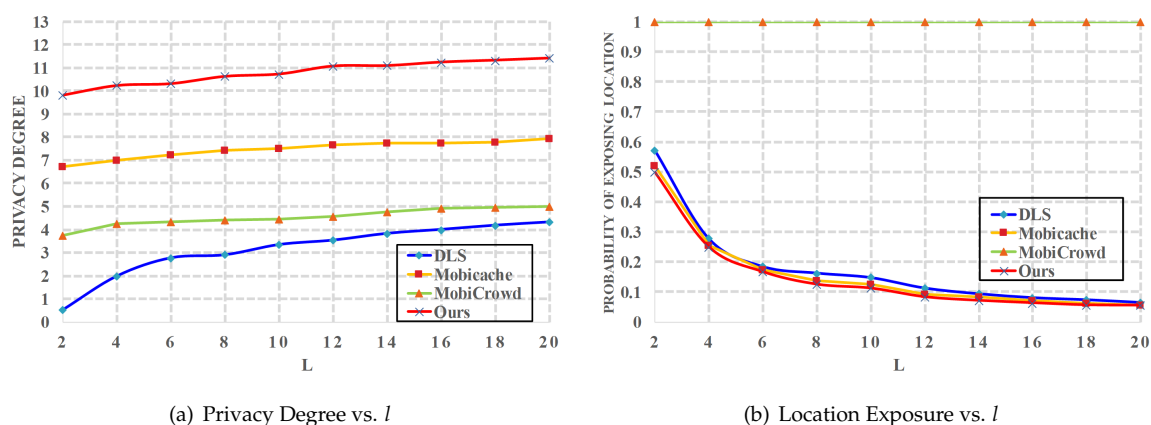 13
12
11
10
9
8
7
6
5
4
3
2
1
0
PRIVACY DEGREE
DLS
Mobicache
MobiCrowd
Ours
2 4 6 8 10 12 14 16 18 20
L
(a) Privacy Degree vs. l
1
0.9
0.8
0.7
0.6
0.5
0.4
0.3
0.2
0.1
0
PROBABILITY OF EXPOSING LOCATION
DLS
Mobicache
MobiCrowd
Ours
2 4 6 8 10 12 14 16 18 20
L
(b) Location Exposure vs. l